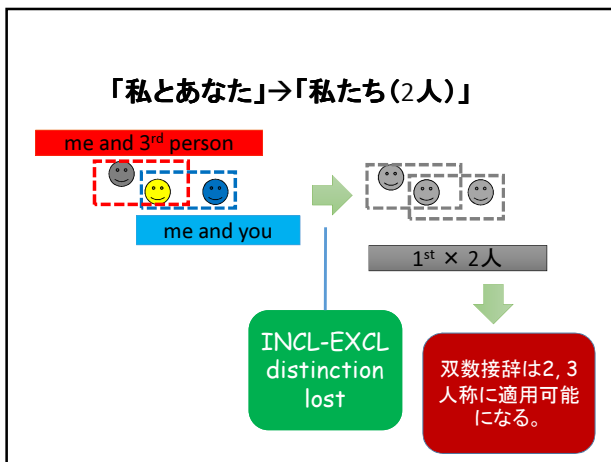 「私とあなた」→「私たち（2人）」
me and 3rd person
me and you
1st × 2人
INCL-EXCL
distinction
lost
双数接辞は2, 3
人称に適用可能
になる。